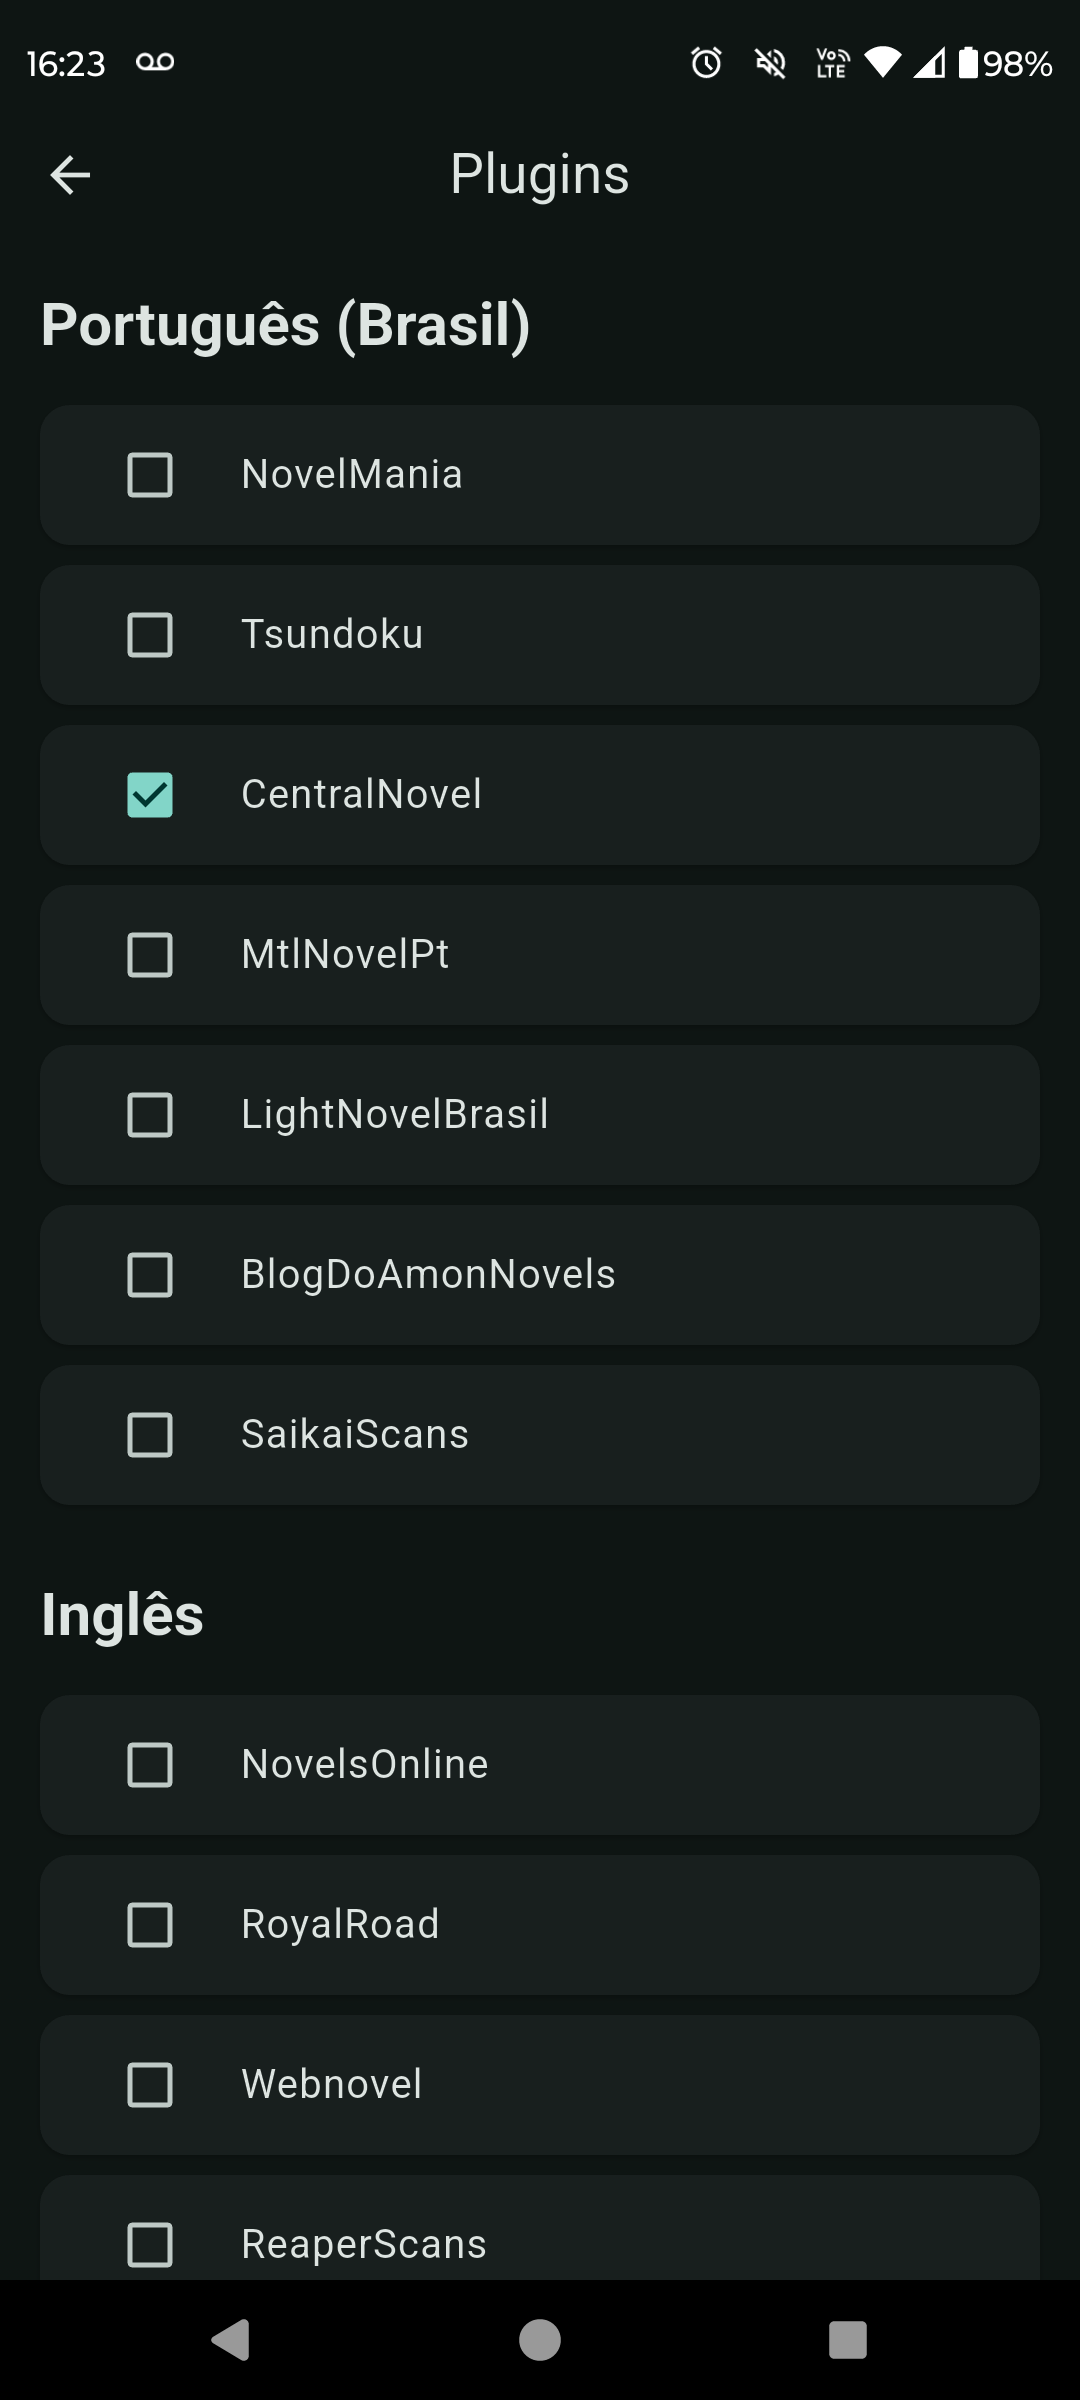 16:23
Vo LTE 98%
Plugins
Português (Brasil)
NovelMania
Tsundoku
CentralNovel
MtlNovelPt
LightNovelBrasil
BlogDoAmonNovels
SaikaiScans
Inglês
NovelsOnline
RoyalRoad
Webnovel
ReaperScans